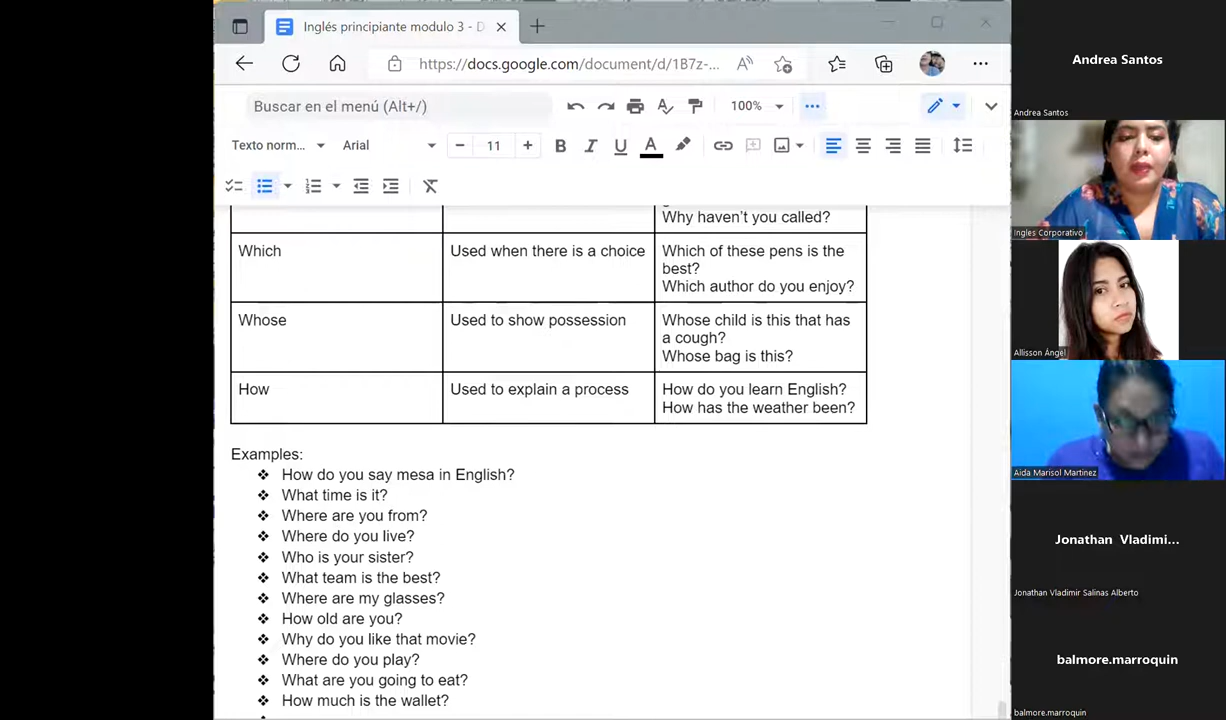 Inglés principiante modulo 3 - D
https://docs.google.com/document/d/1B7z-...
Buscar en el menú (Alt+/)
100%
Texto norm...
Arial
11
Why haven't you called?
Which
Used when there is a choice
Which of these pens is the
best?
Which author do you enjoy?
Whose
Used to show possession
Whose child is this that has
a cough?
Whose bag is this?
How
Used to explain a process
How do you learn English?
How has the weather been?
Examples:
❖ How do you say mesa in English?
❖ What time is it?
❖ Where are you from?
❖ Where do you live?
❖ Who is your sister?
❖ What team is the best?
❖ Where are my glasses?
❖ How old are you?
❖ Why do you like that movie?
❖ Where do you play?
❖ What are you going to eat?
❖ How much is the wallet?
Andrea Santos
Andrea Santos
Ingles Corporativo
Allisson Ángel
Aida Marisol Martinez
Jonathan Vladimi...
Jonathan Vladimir Salinas Alberto
balmore.marroquin
balmore.marroquin